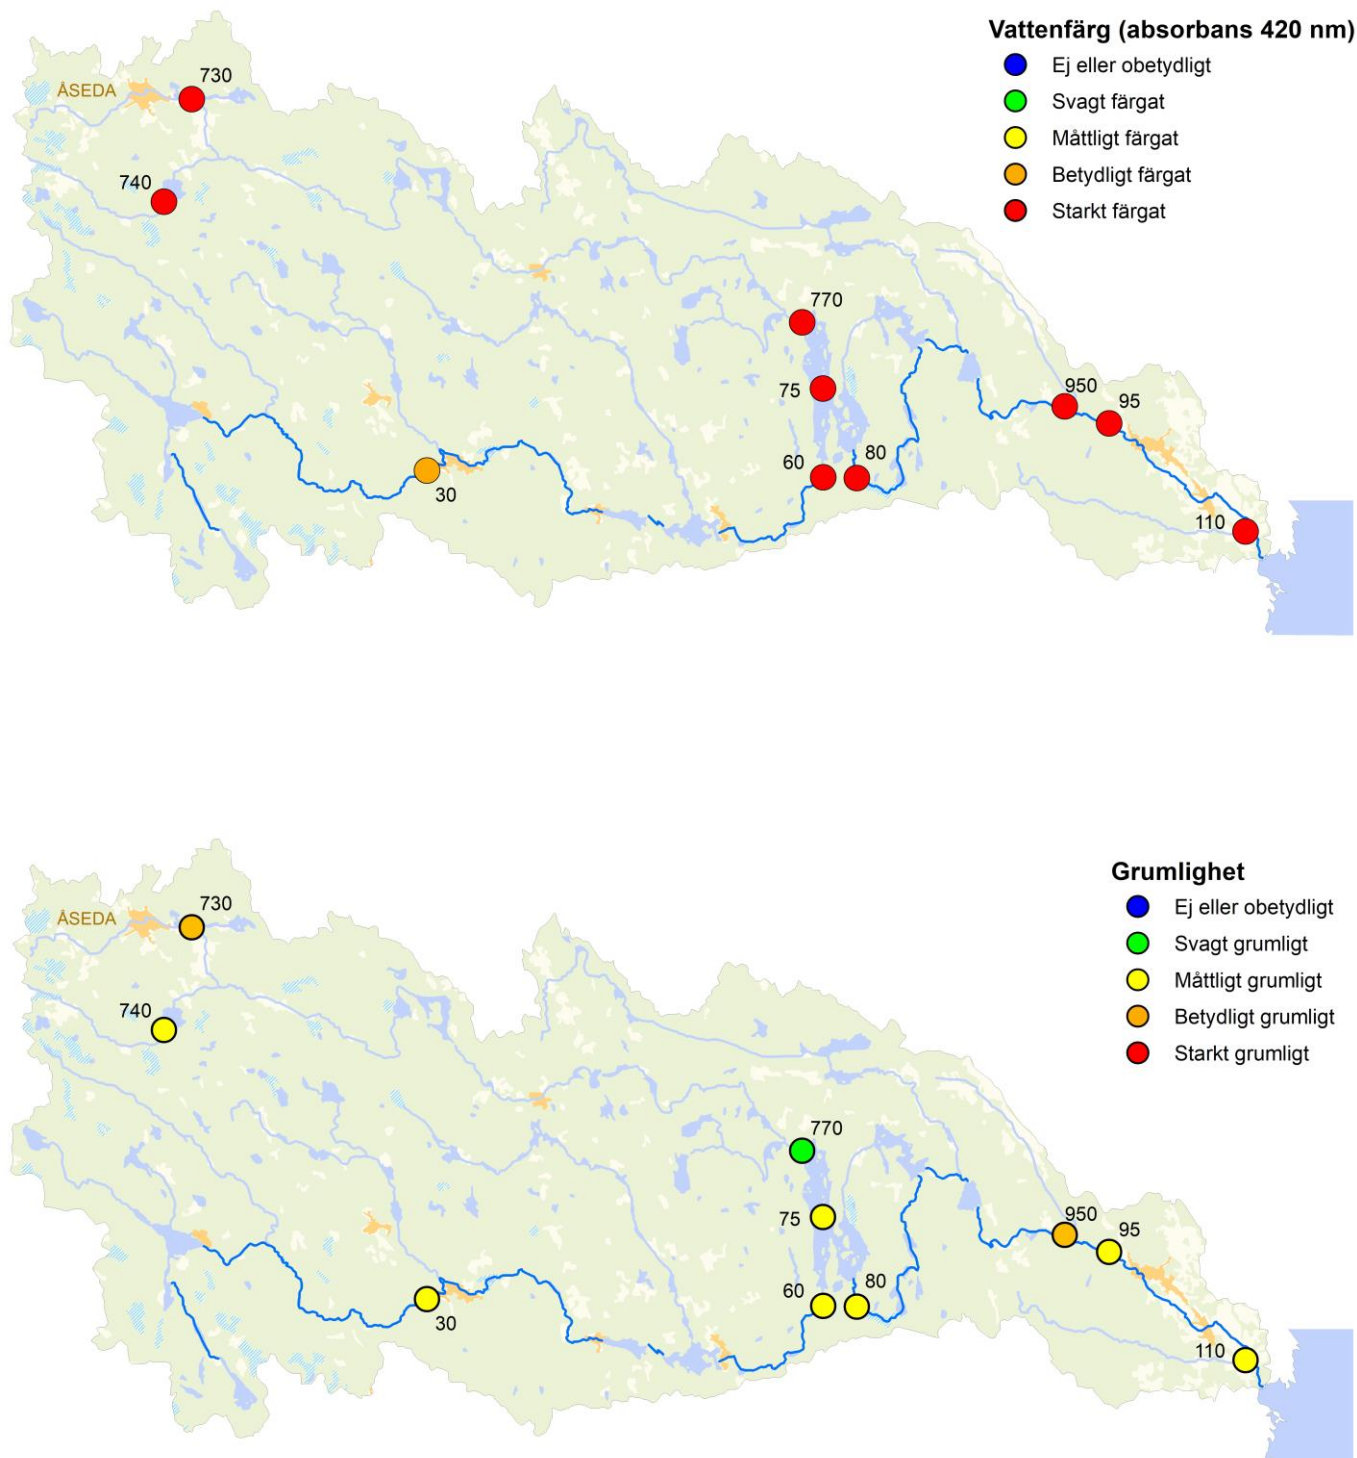 Vattenfärg (absorbans 420 nm)
Ej eller obetydligt
Svagt färgat
Måttligt färgat
Betydligt färgat
Starkt färgat
730
ÅSEDA
740
770
75
950
95
60
80
30
110
Grumlighet
Ej eller obetydligt
Svagt grumligt
Måttligt grumligt
Betydligt grumligt
Starkt grumligt
730
ÅSEDA
740
770
75
950
95
60
80
30
110